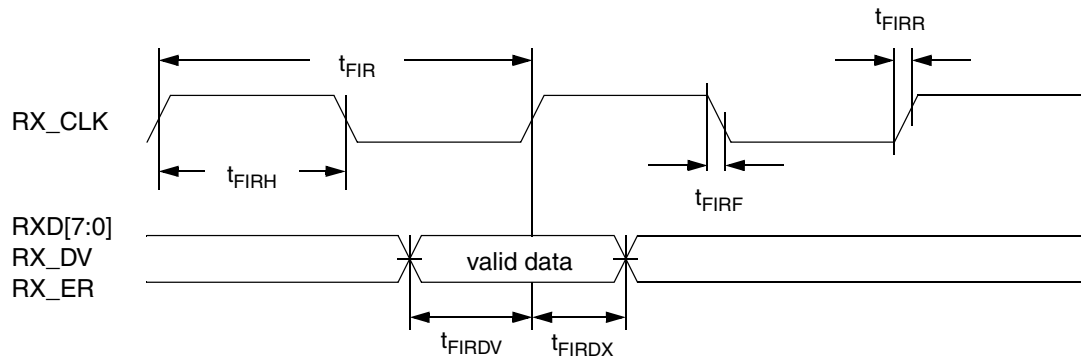 tFIRR
tFIR
RX_CLK
tFIRH
tFIRF
RXD[7:0]
RX_DV
valid data
RX_ER
tFIRDV
tFIRDX